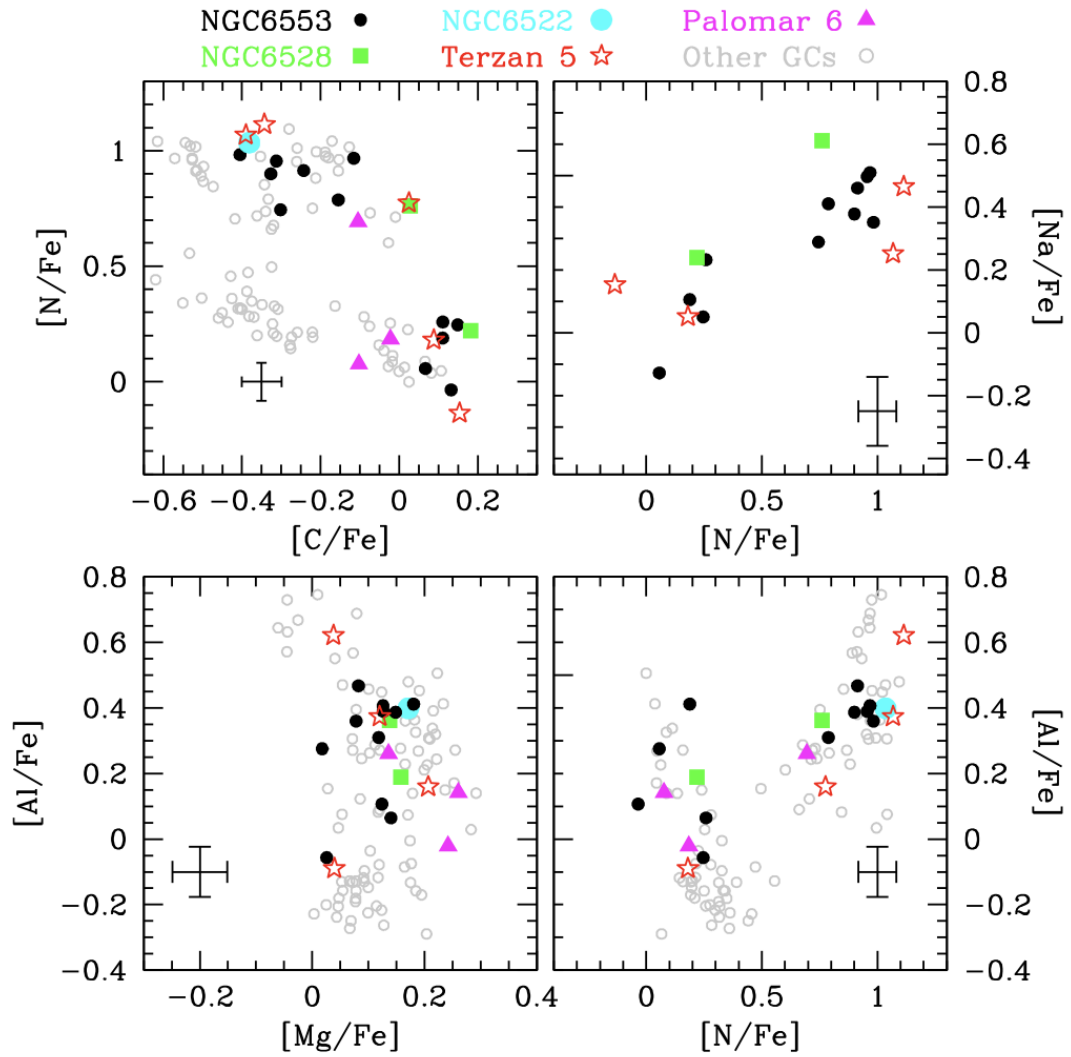 NGC6553 NGC6522 Palomar 6
NGC6528 Terzan 5 Other GCs
1
0.5
0
[N/Fe]
−0.6 −0.4 −0.2 0 0.2
[C/Fe]
0.8
0.6
0.4
0.2
0
−0.2
−0.4
[Na/Fe]
0 0.5 1
[N/Fe]
0.8
0.6
0.4
0.2
0
−0.2
−0.4
[Al/Fe]
−0.2 0 0.2 0.4
[Mg/Fe]
0.8
0.6
0.4
0.2
0
−0.2
−0.4
[Al/Fe]
0 0.5 1
[N/Fe]